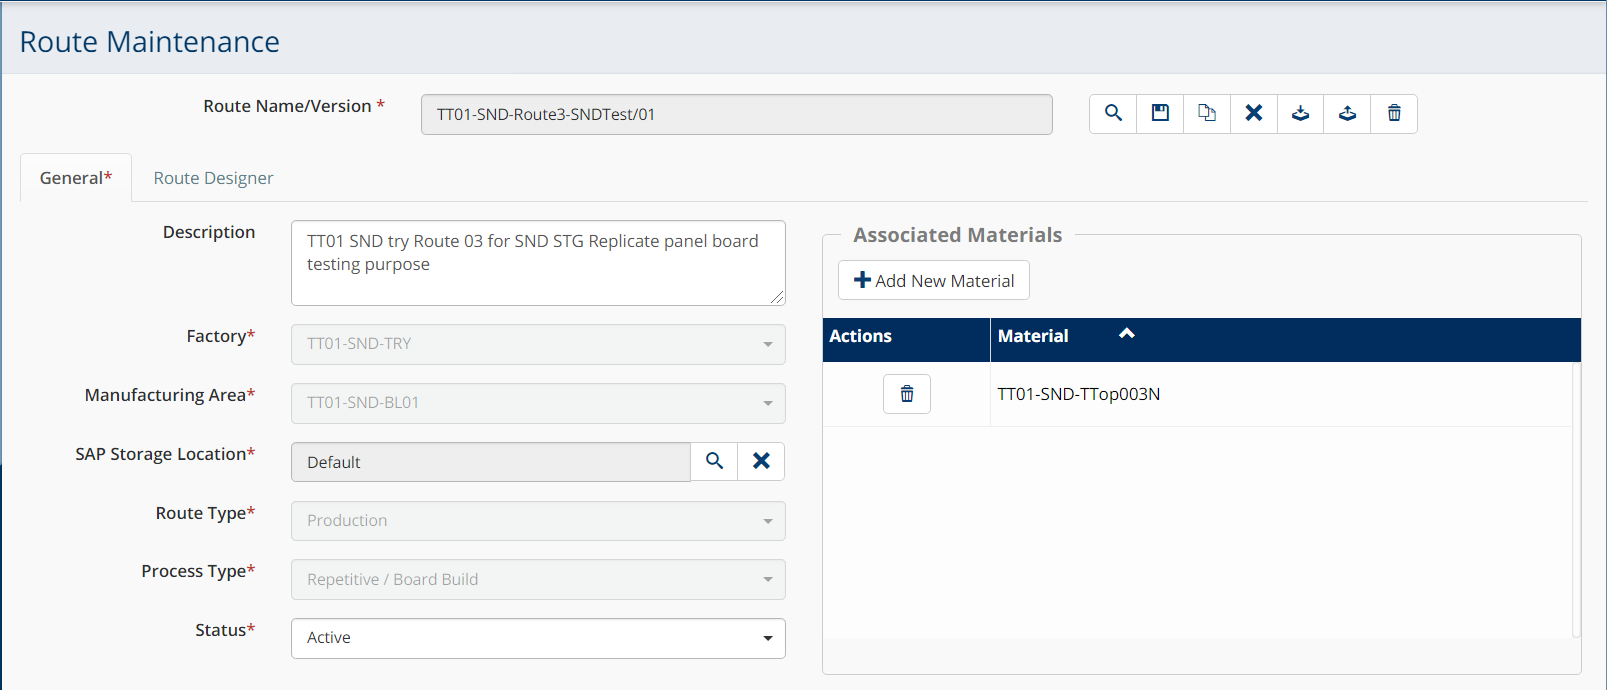 Route Maintenance
Route Name/Version *
TT01-SND-Route3-SNDTest/01
General*
Route Designer
Description
TT01 SND try Route 03 for SND STG Replicate panel board
testing purpose
Factory*
TT01-SND-TRY
Manufacturing Area*
TT01-SND-BL01
SAP Storage Location*
Default
Route Type*
Production
Process Type*
Repetitive / Board Build
Status*
Active
Associated Materials
Add New Material
Actions
Material
TT01-SND-TTop003N